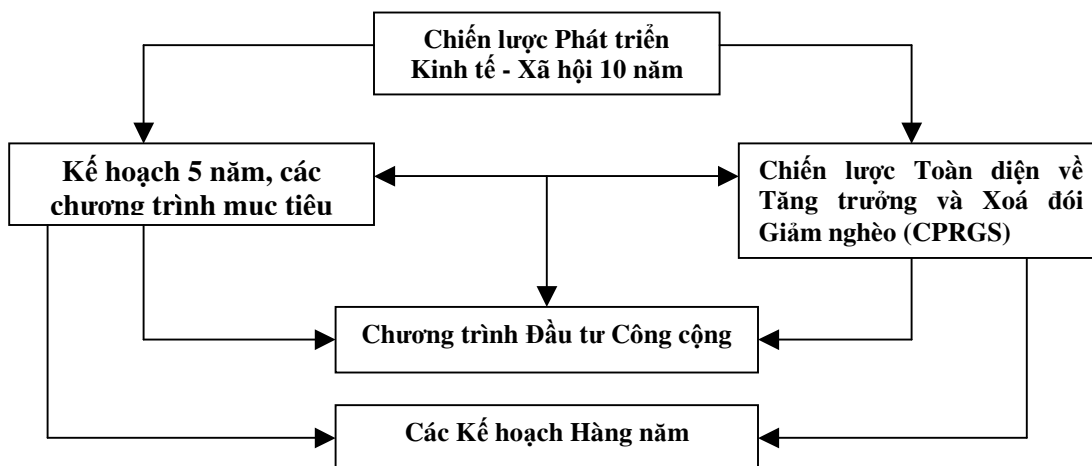 Chiến lược Phát triển
Kinh tế - Xã hội 10 năm
Kế hoạch 5 năm, các
chương trình mục tiêu
Chiến lược Toàn diện về
Tăng trưởng và Xoá đói
Giảm nghèo (CPRGS)
Chương trình Đầu tư Công cộng
Các Kế hoạch Hàng năm